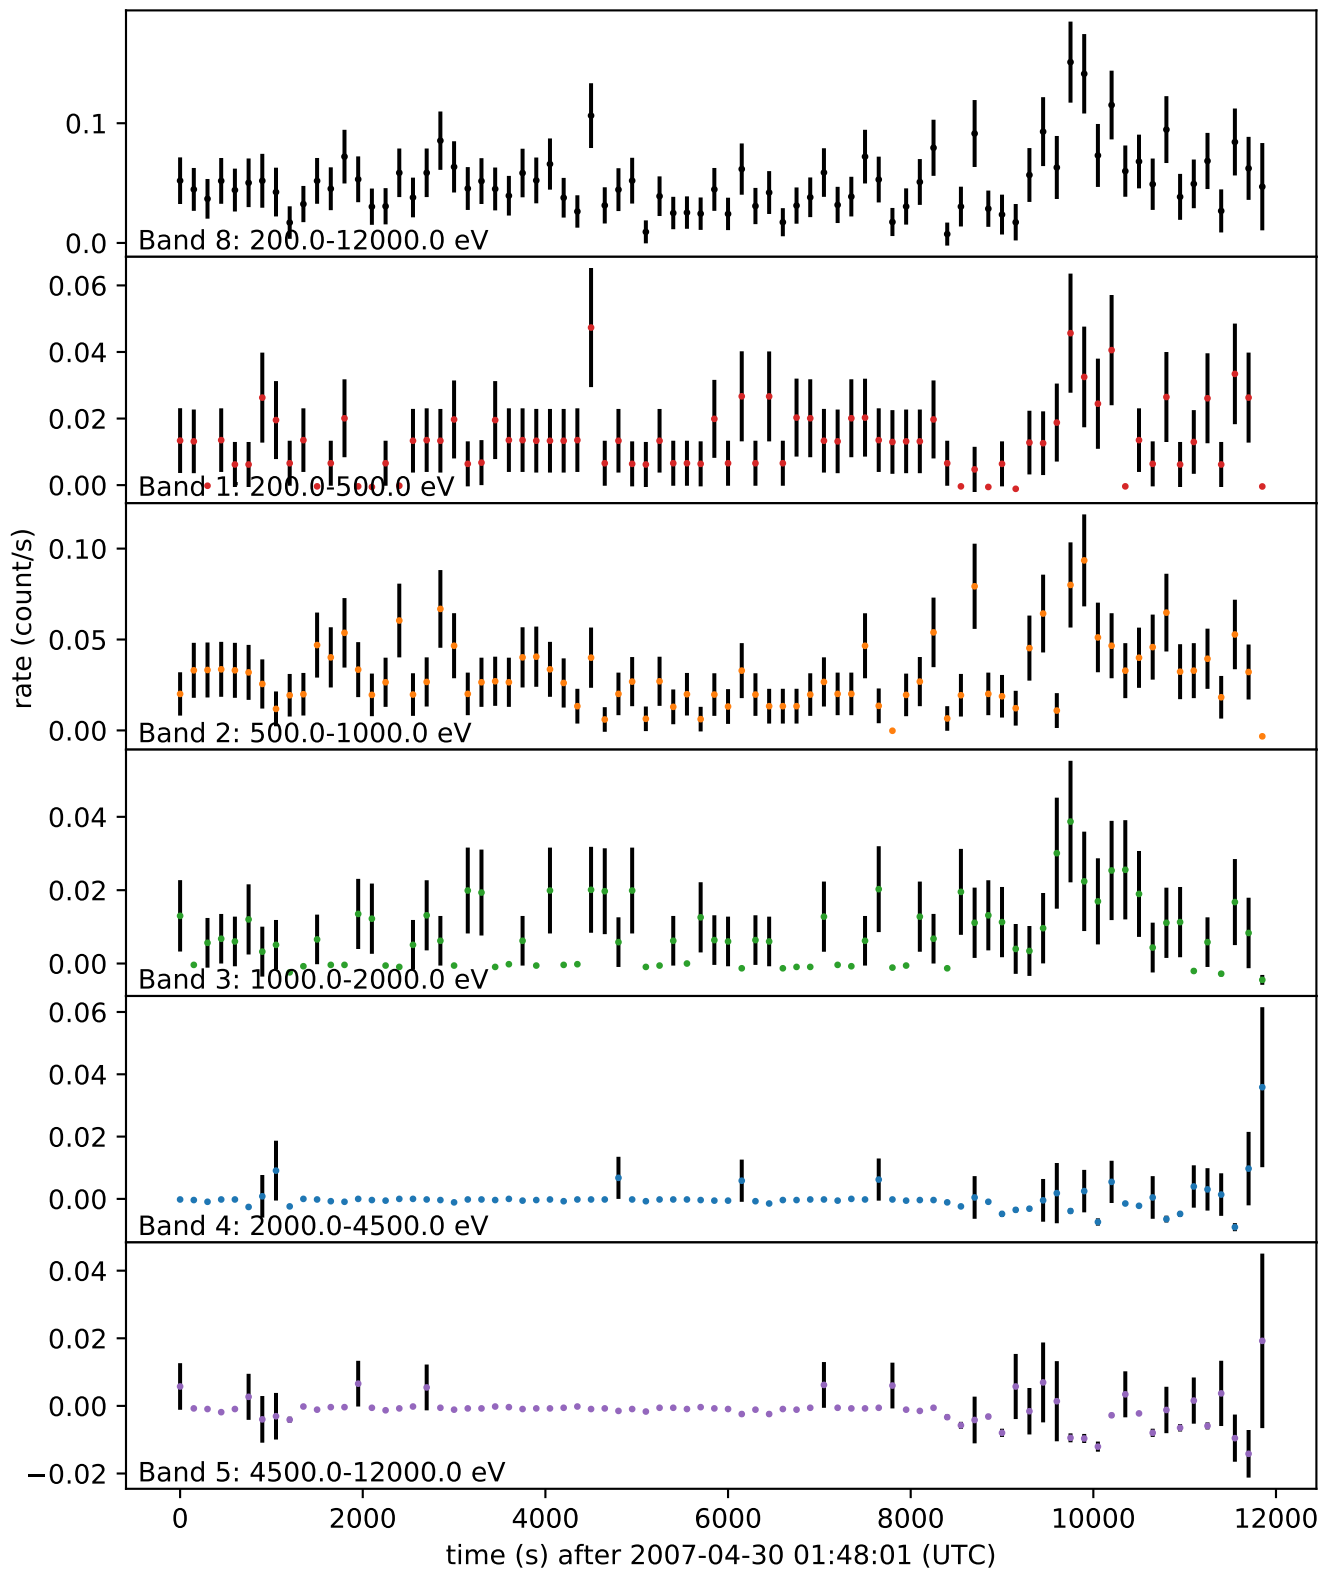 0.1
0.0
Band 8: 200.0-12000.0 eV
0.06
0.04
0.02
0.00
Band 1: 200.0-500.0 eV
rate (count/s)
0.10
0.05
0.00
Band 2: 500.0-1000.0 eV
0.04
0.02
0.00
Band 3: 1000.0-2000.0 eV
0.06
0.04
0.02
0.00
Band 4: 2000.0-4500.0 eV
0.04
0.02
0.00
−0.02
Band 5: 4500.0-12000.0 eV
0 2000 4000 6000 8000 10000 12000
time (s) after 2007-04-30 01:48:01 (UTC)